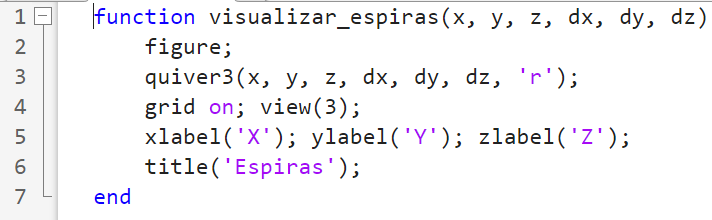 1 function visualizar_espiras(x, y, z, dx, dy, dz)
2 figure;
3 quiver3(x, y, z, dx, dy, dz, 'r');
4 grid on; view(3);
5 xlabel('X'); ylabel('Y'); zlabel('Z');
6 title('Espiras');
7 end